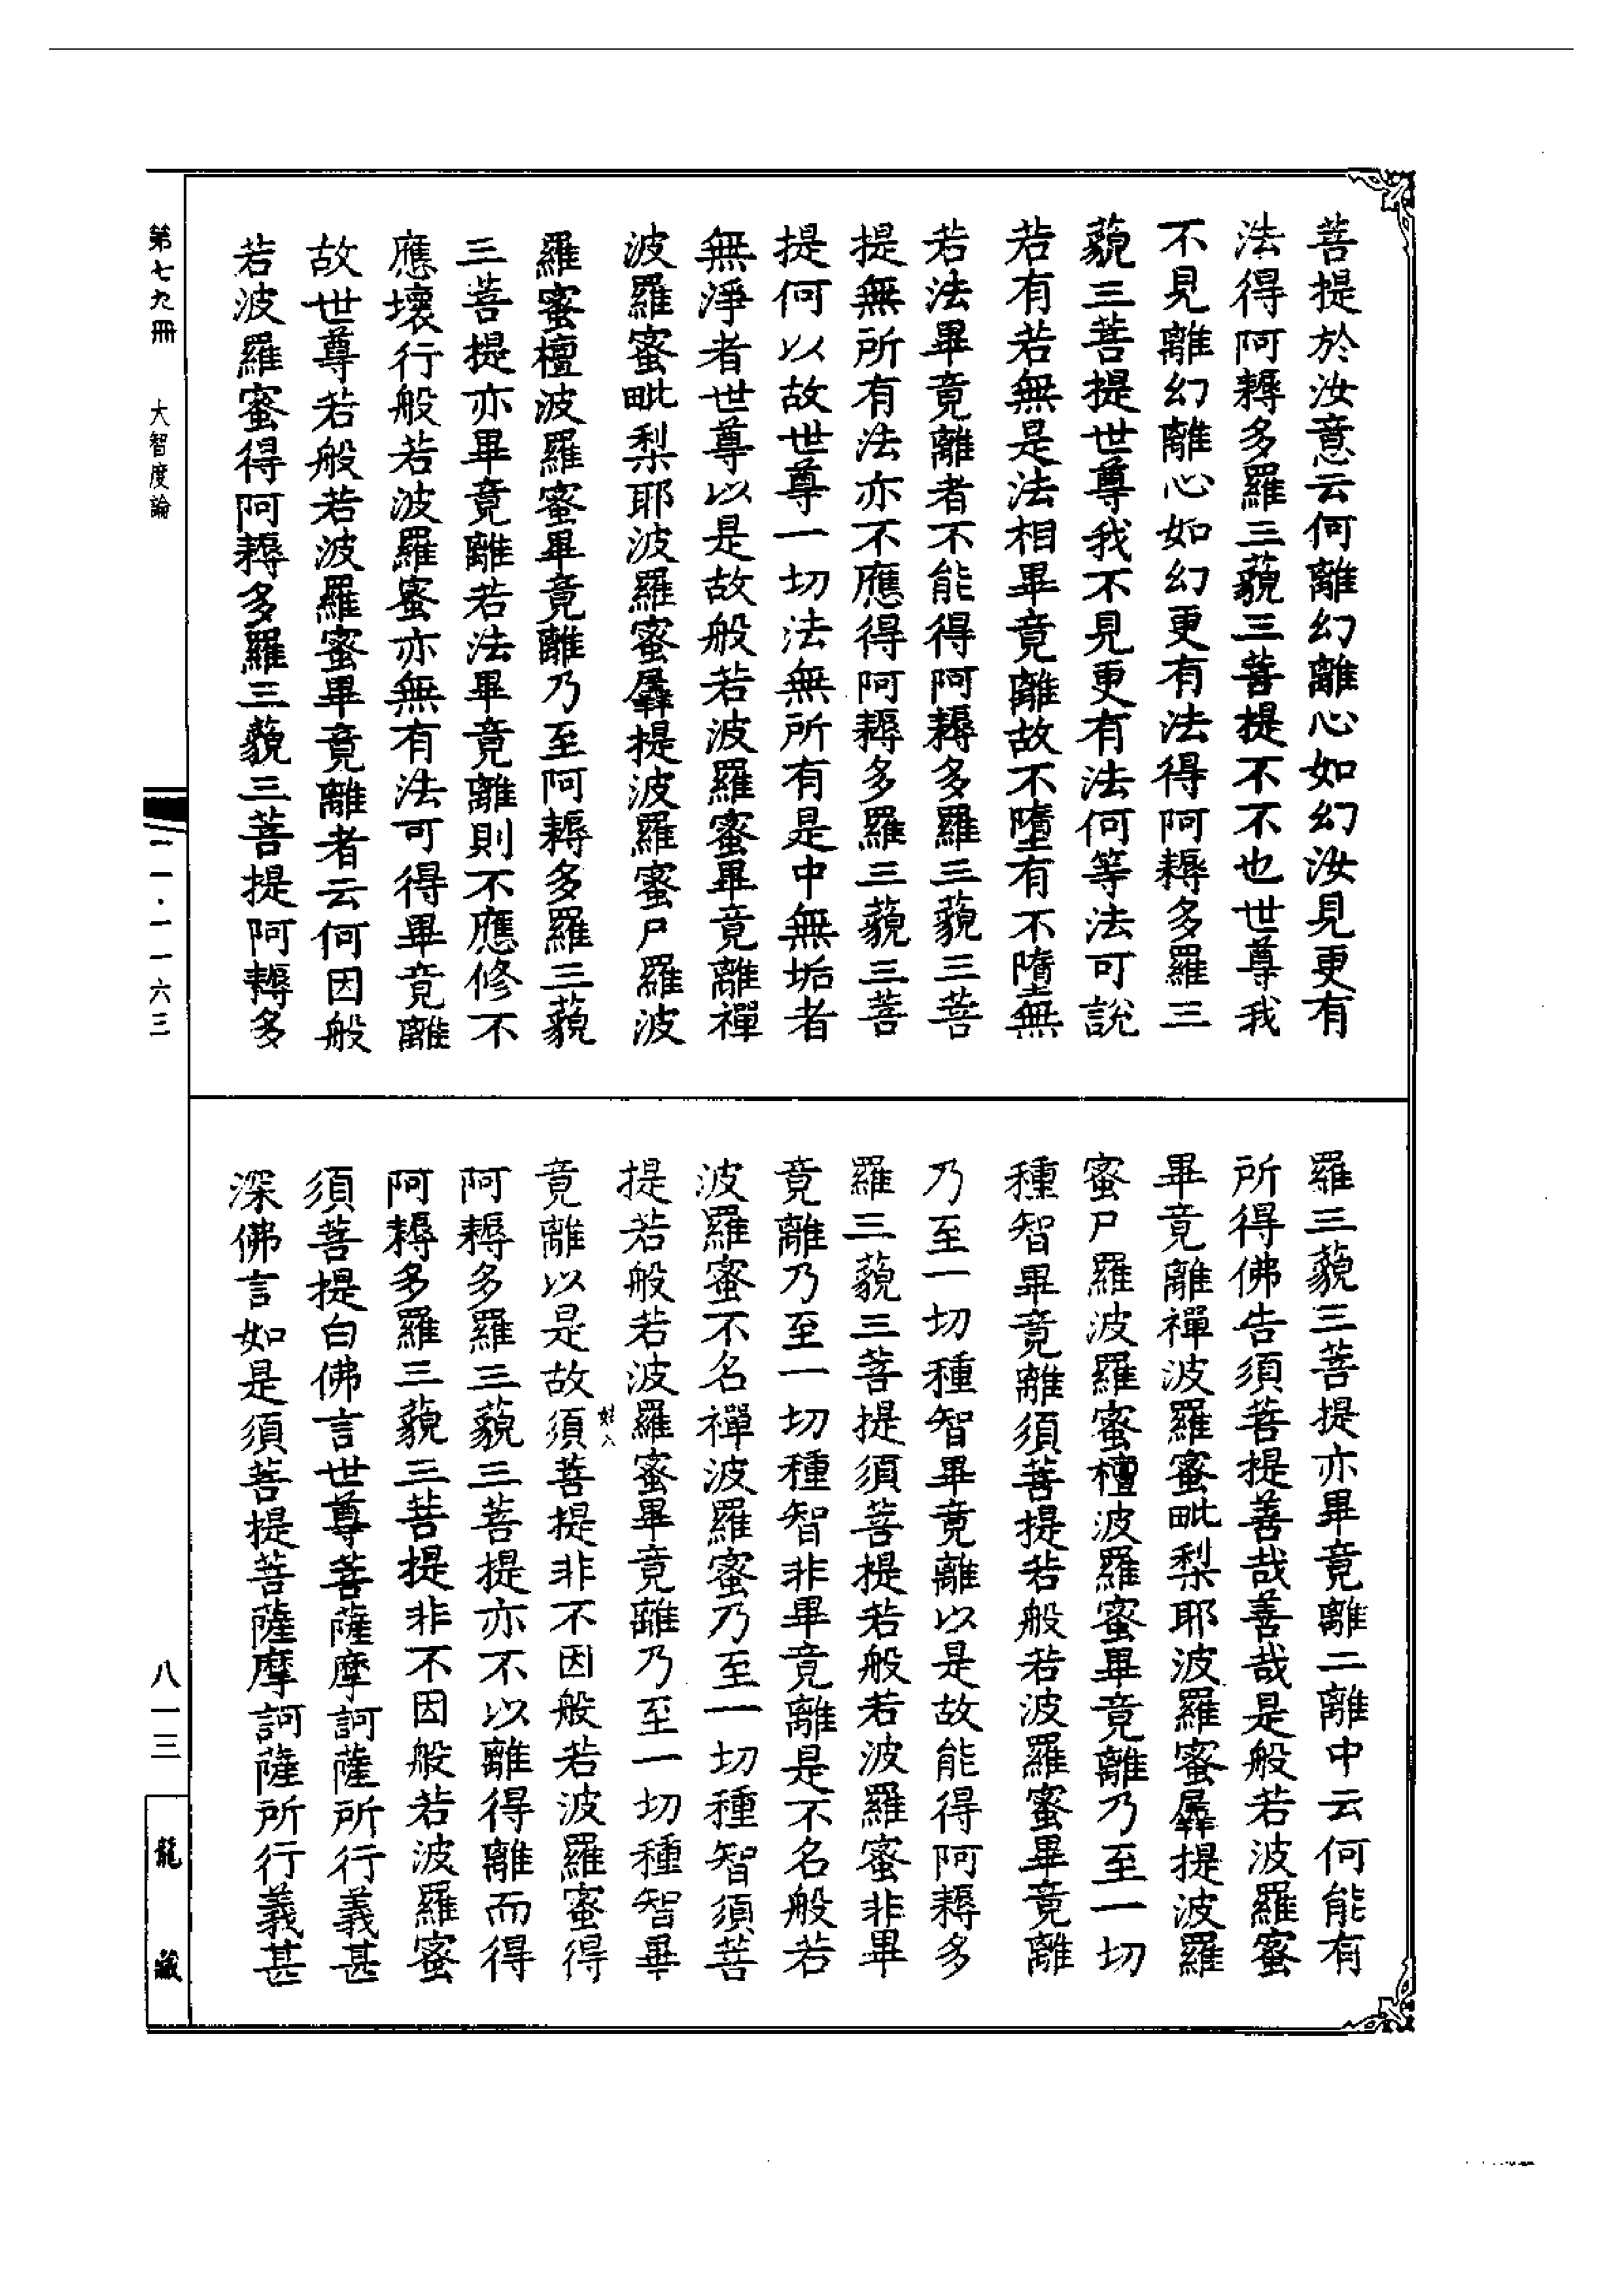 菩提於汝意云何離幻離心如幻汝見更有
法得阿耨多羅三藐三菩提不不也世尊我
不見離幻離心如幻更有法得阿耨多羅三
藐三菩提世尊我不見更有法何等法可說
若有若無是法相畢竟離故不墮有不墮無
若法畢竟離者不能得阿耨多羅三藐三菩
提無所有法亦不應得阿耨多羅三藐三菩
提何以故世尊一切法無所有是中無垢者
無淨者世尊以是故般若波羅蜜畢竟離禪
波羅蜜毗梨耶波羅蜜羼提波羅蜜尸羅波
羅蜜檀波羅蜜畢竟離乃至阿耨多羅三藐
三菩提亦畢竟離若法畢竟離則不應修不
應壞行般若波羅蜜亦無有法可得畢竟離
故世尊若般若波羅蜜畢竟離者云何因般
若波羅蜜得阿耨多羅三藐三菩提阿耨多
羅三藐三菩提亦畢竟離二離中云何能有
所得佛告須菩提善哉善哉是般若波羅蜜
畢竟離禪波羅蜜毗梨耶波羅蜜羼提波羅
蜜尸羅波羅蜜檀波羅蜜畢竟離乃至一切
種智畢竟離須菩提若般若波羅蜜畢竟離
乃至一切種智畢竟離以是故能得阿耨多
羅三藐三菩提須菩提若般若波羅蜜非畢
竟離乃至一切種智非畢竟離是不名般若
波羅蜜不名禪波羅蜜乃至一切種智須菩
提若般若波羅蜜畢竟離乃至一切種智畢
竟離以是故須菩提非不因般若波羅蜜得
阿耨多羅三藐三菩提亦不以離得離而得
阿耨多羅三藐三菩提非不因般若波羅蜜
須菩提白佛言世尊菩薩摩訶薩所行義甚
深佛言如是須菩提菩薩摩訶薩所行義甚
第七九冊 大智度論
一一·一一六三
八一三
龍藏